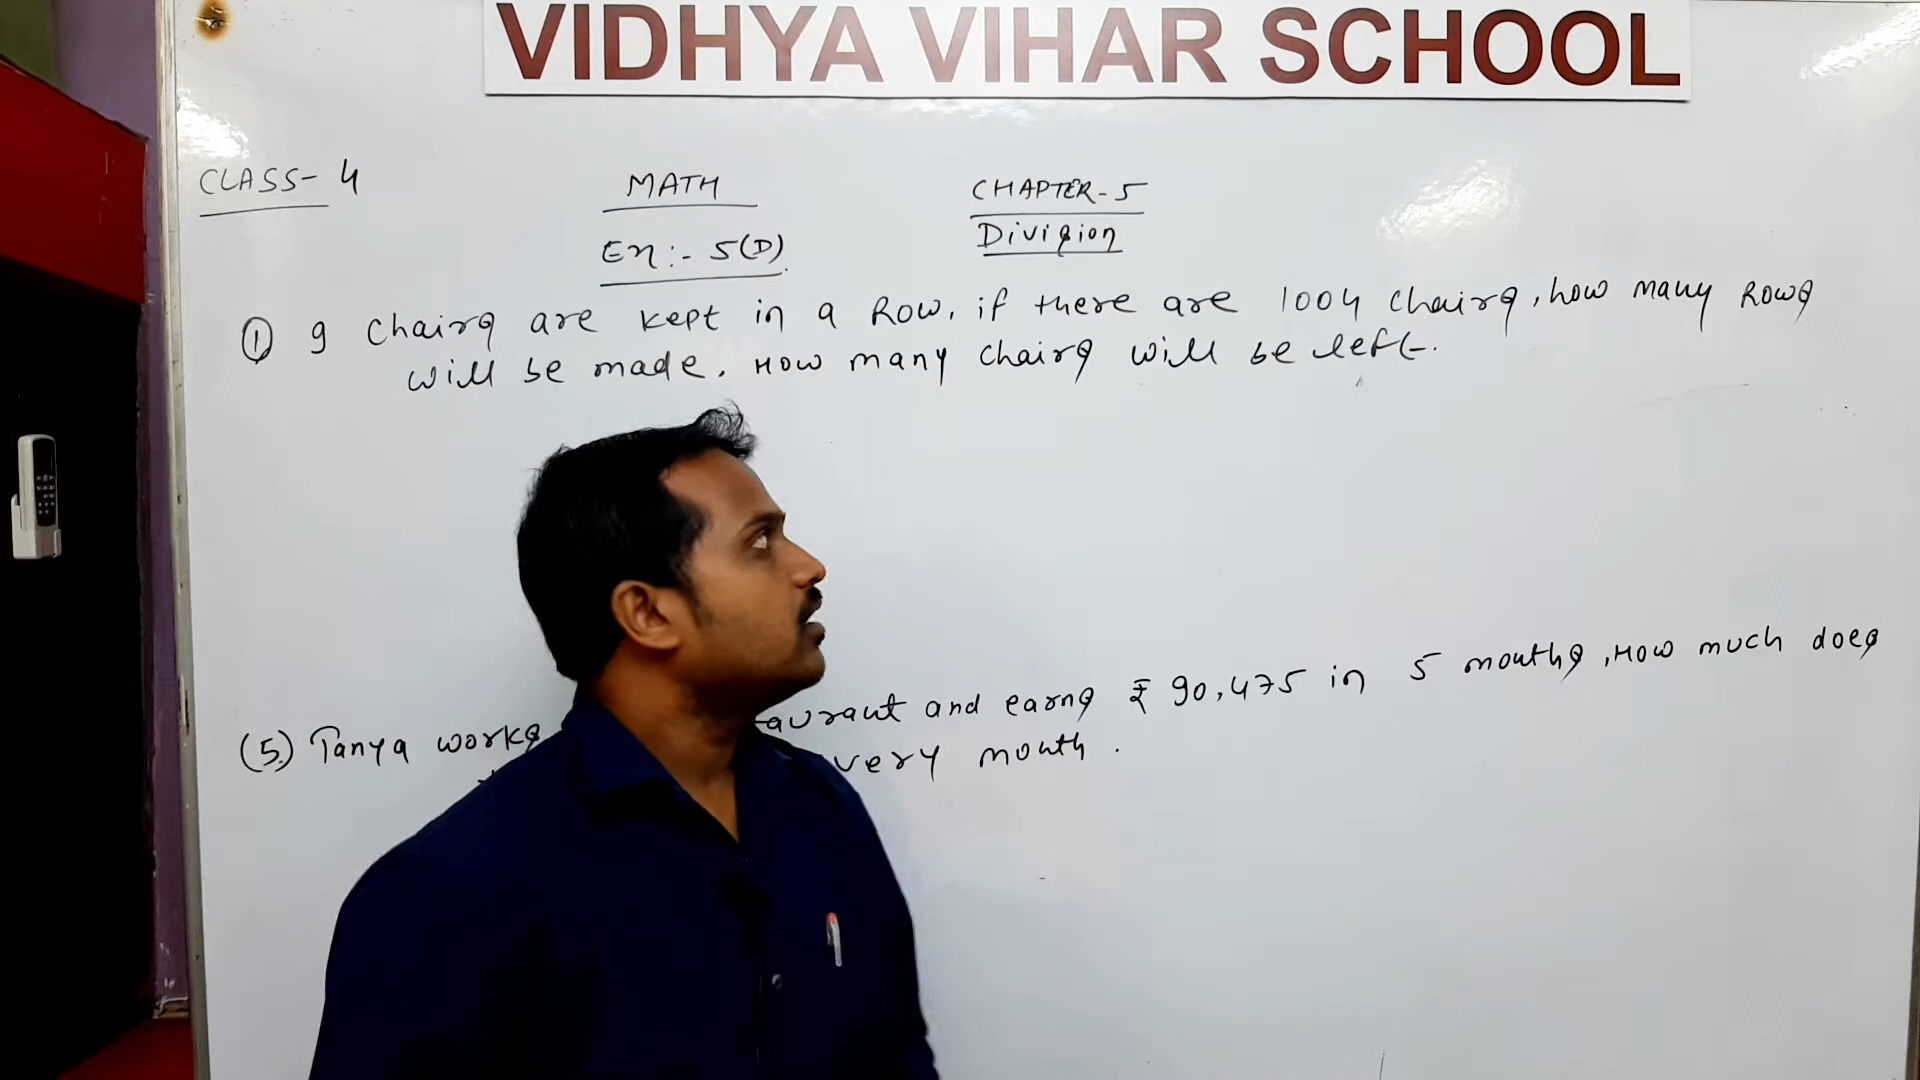 VIDHYA VIHAR SCHOOL
CLASS- 4
MATH
CHAPTER-5
Ex:- 5(D)
Division
① 9 chairs are kept in a Row. if there are 1004 chairs, how many Rows
will be made. How many chairs will be left.
(5.) Tanya works and earns ₹ 90,475 in 5 months, How much does
month.